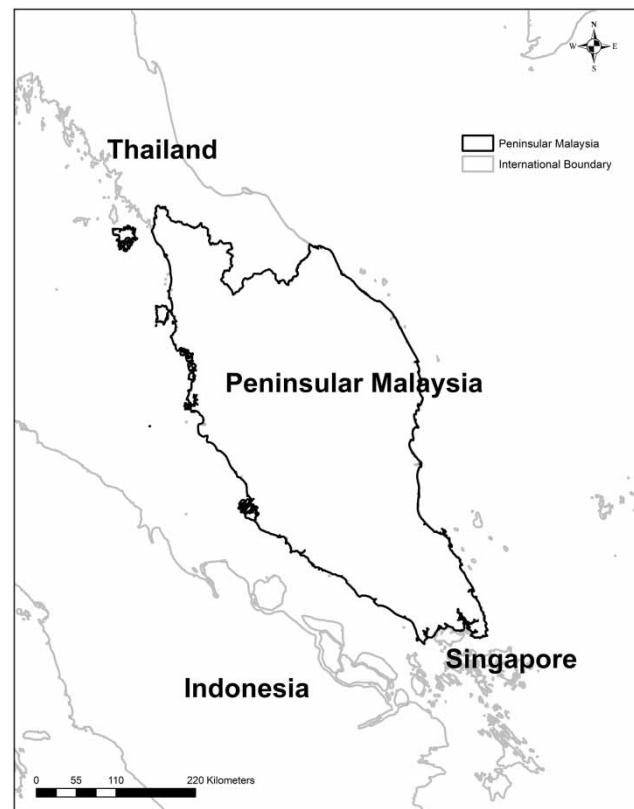 N
W E
S
Thailand
Peninsular Malaysia
International Boundary
Peninsular Malaysia
Singapore
Indonesia
0 55 110 220 Kilometers